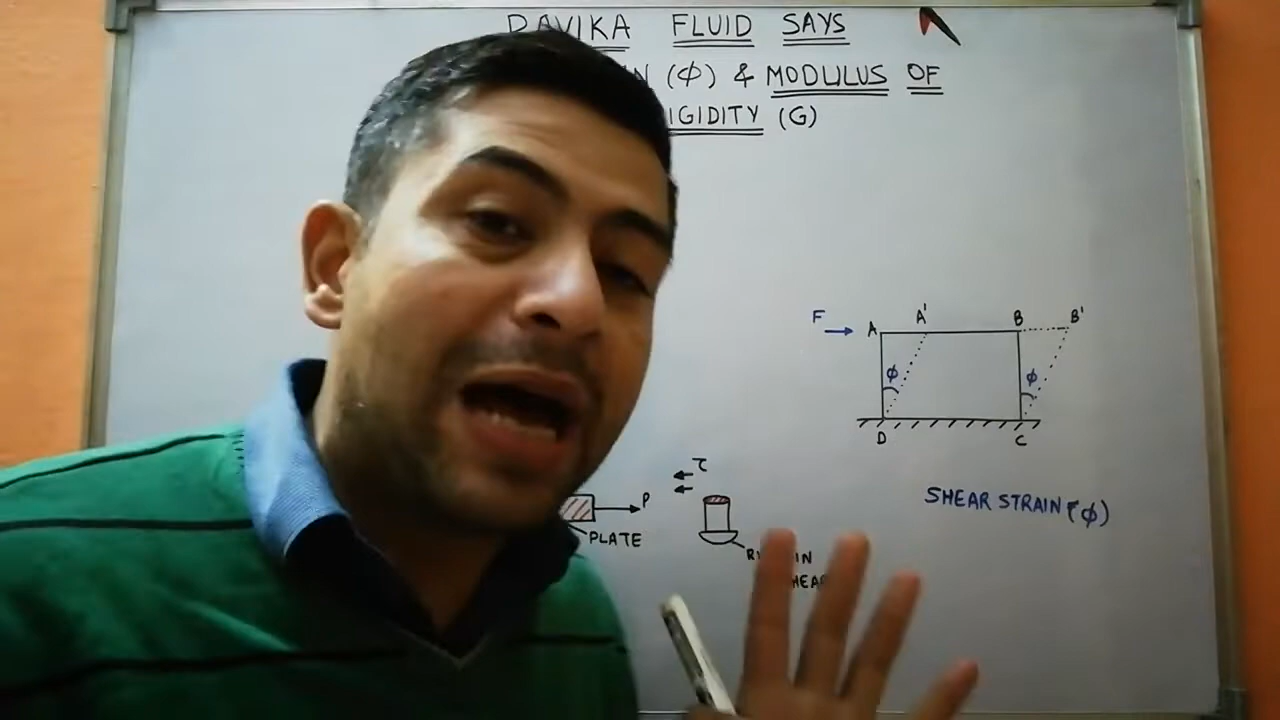 FLUID SAYS
(Φ) & MODULUS OF
(G)
F
A A' B B'
Φ Φ
D C
τ
P
PLATE
SHEAR STRAIN (Φ)